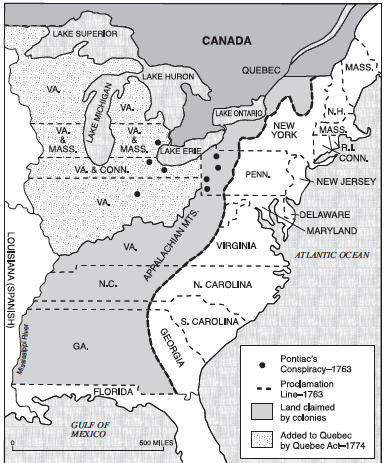 LAKE SUPERIOR
CANADA
QUEBEC
MASS.
LAKE HURON
VA.
VA.
LAKE MICHIGAN
LAKE ONTARIO
N.H.
NEW
YORK
MASS.
VA.
&
MASS.
VA.
&
MASS.
LAKE ERIE
R.I.
CONN.
VA. & CONN.
PENN.
NEW JERSEY
VA.
DELAWARE
MARYLAND
APPALACHIAN MTS.
LOUISIANA (SPANISH)
VA.
VIRGINIA
ATLANTIC OCEAN
N.C.
N. CAROLINA
S. CAROLINA
Mississippi River
GA.
GEORGIA
FLORIDA
GULF OF
MEXICO
0 500 MILES
Pontiac's
Conspiracy–1763
Proclamation
Line–1763
Land claimed
by colonies
Added to Quebec
by Quebec Act–1774